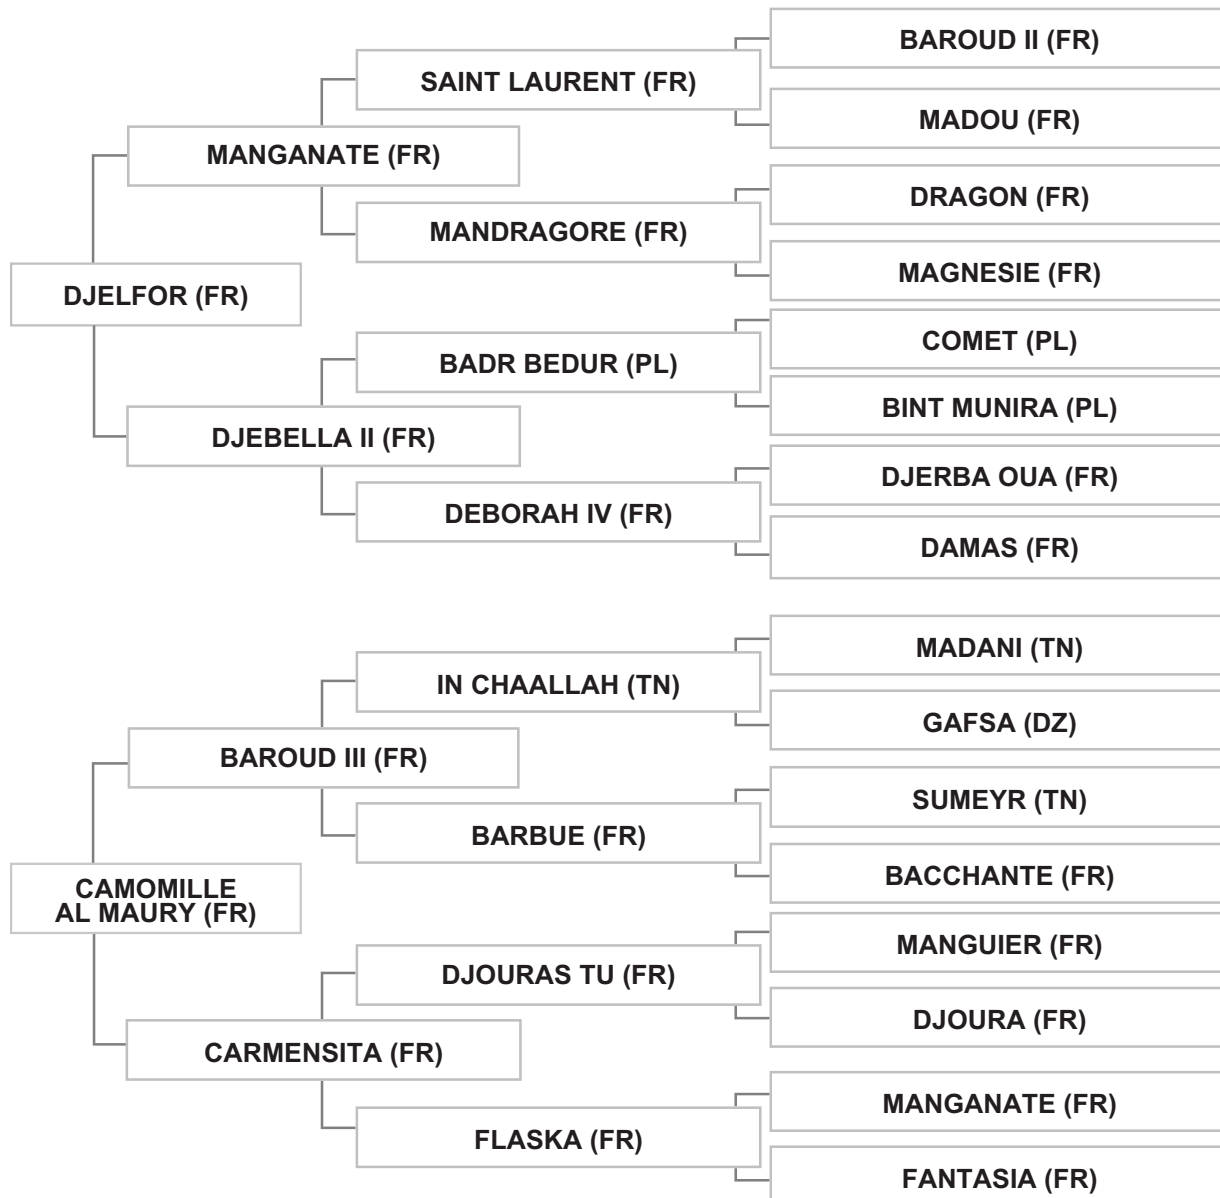 BAROUD II (FR)
SAINT LAURENT (FR)
MADOU (FR)
MANGANATE (FR)
DRAGON (FR)
MANDRAGORE (FR)
MAGNESIE (FR)
DJELFOR (FR)
COMET (PL)
BADR BEDUR (PL)
BINT MUNIRA (PL)
DJEBELLA II (FR)
DJERBA OUA (FR)
DEBORAH IV (FR)
DAMAS (FR)
MADANI (TN)
IN CHAALLAH (TN)
GAFSA (DZ)
BAROUD III (FR)
SUMEYR (TN)
BARBUE (FR)
BACCHANTE (FR)
CAMOMILLE
AL MAURY (FR)
MANGUIER (FR)
DJOURAS TU (FR)
DJOURA (FR)
CARMENSITA (FR)
MANGANATE (FR)
FLASKA (FR)
FANTASIA (FR)